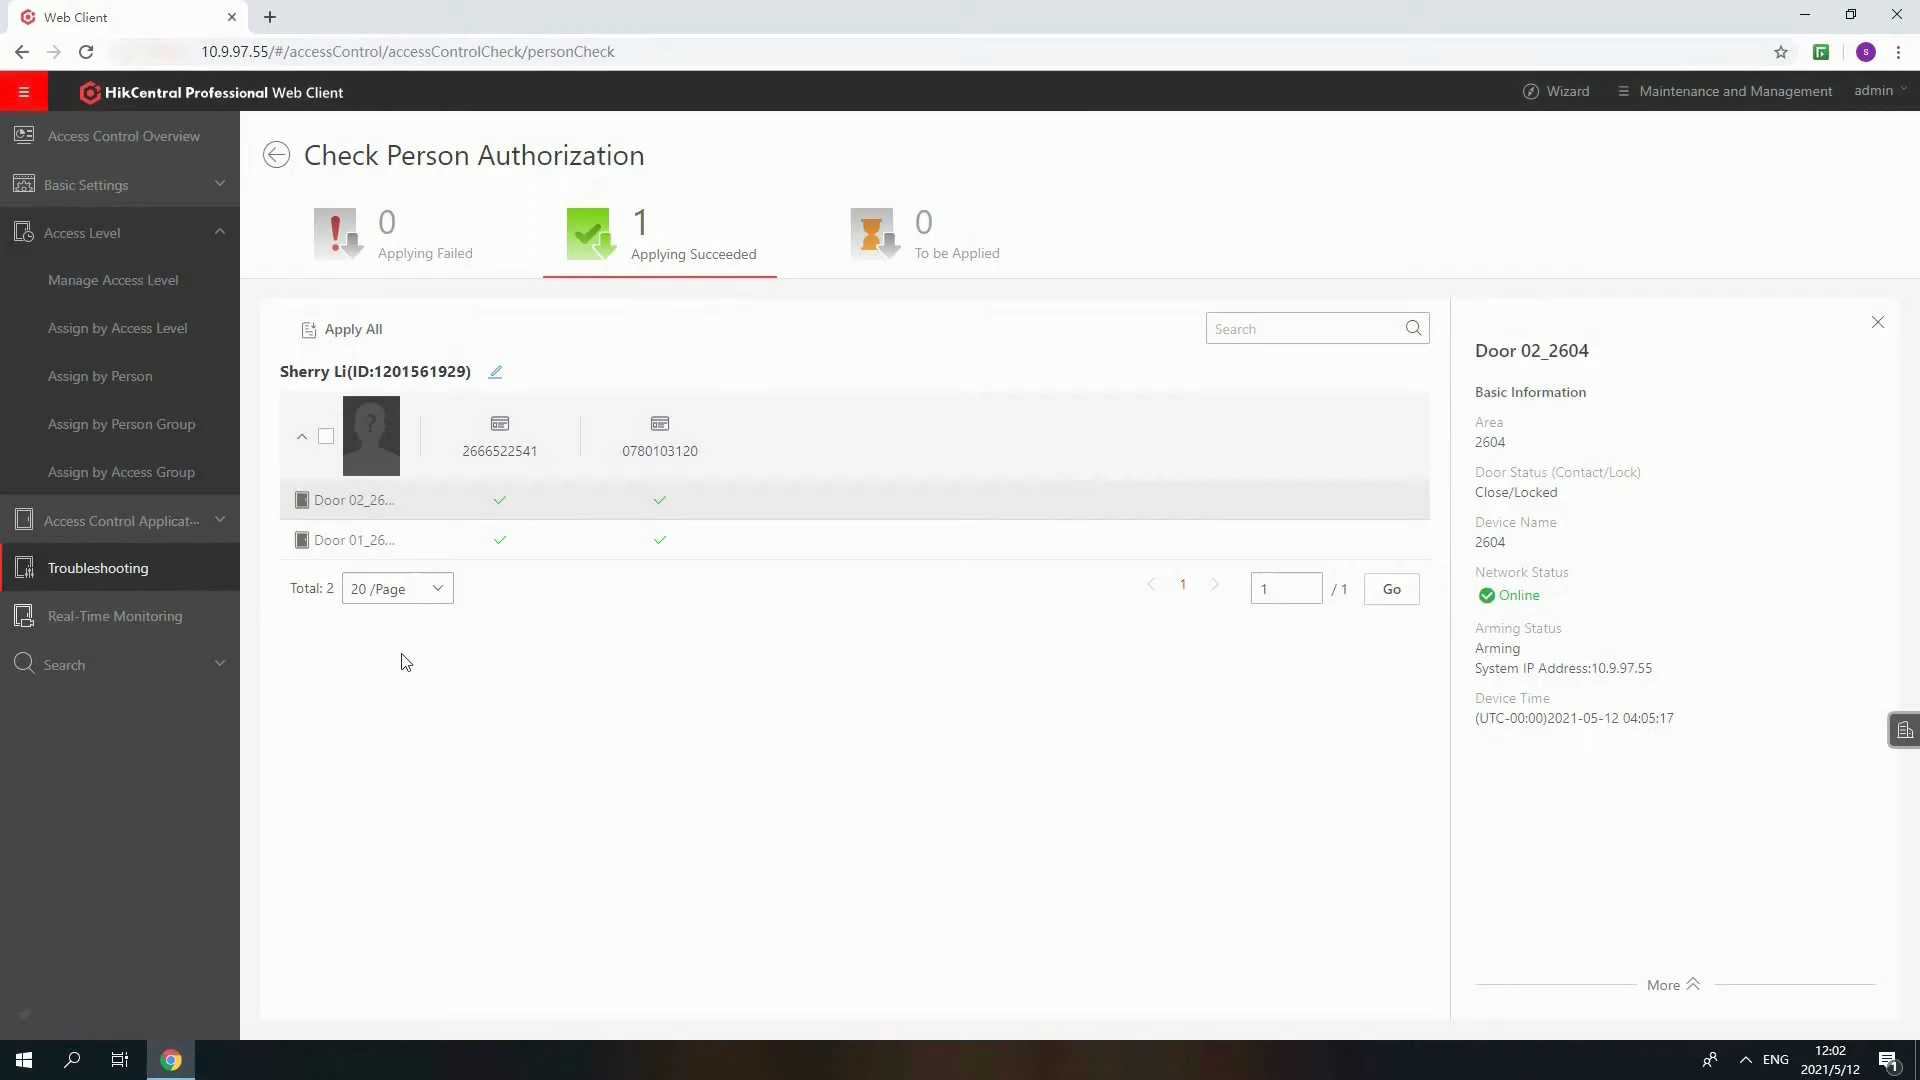 Web Client
10.9.97.55/#/accessControl/accessControlCheck/personCheck
HikCentral Professional Web Client
Wizard
Maintenance and Management
admin
Access Control Overview
Basic Settings
Access Level
Manage Access Level
Assign by Access Level
Assign by Person
Assign by Person Group
Assign by Access Group
Access Control Applicat...
Troubleshooting
Real-Time Monitoring
Search
Check Person Authorization
0
Applying Failed
1
Applying Succeeded
0
To be Applied
Apply All
Search
Sherry Li(ID:1201561929)
2666522541
0780103120
Door 02_26...
Door 01_26...
Total: 2
20 /Page
1
1
/ 1
Go
Door 02_2604
Basic Information
Area
2604
Door Status (Contact/Lock)
Close/Locked
Device Name
2604
Network Status
Online
Arming Status
Arming
System IP Address:10.9.97.55
Device Time
(UTC-00:00)2021-05-12 04:05:17
More
ENG
12:02
2021/5/12
1
S